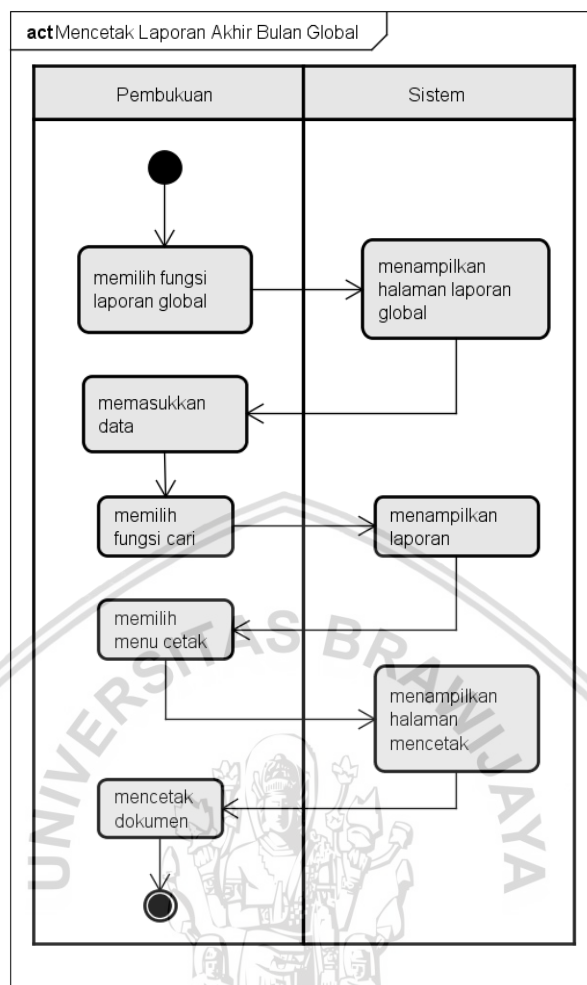 act Mencetak Laporan Akhir Bulan Global
Pembukuan
Sistem
memilih fungsi
laporan global
menampilkan
halaman laporan
global
memasukkan
data
memilih
fungsi cari
menampilkan
laporan
memilih
menu cetak
menampilkan
halaman
mencetak
mencetak
dokumen
UNIVERSITAS BRAWIJAYA